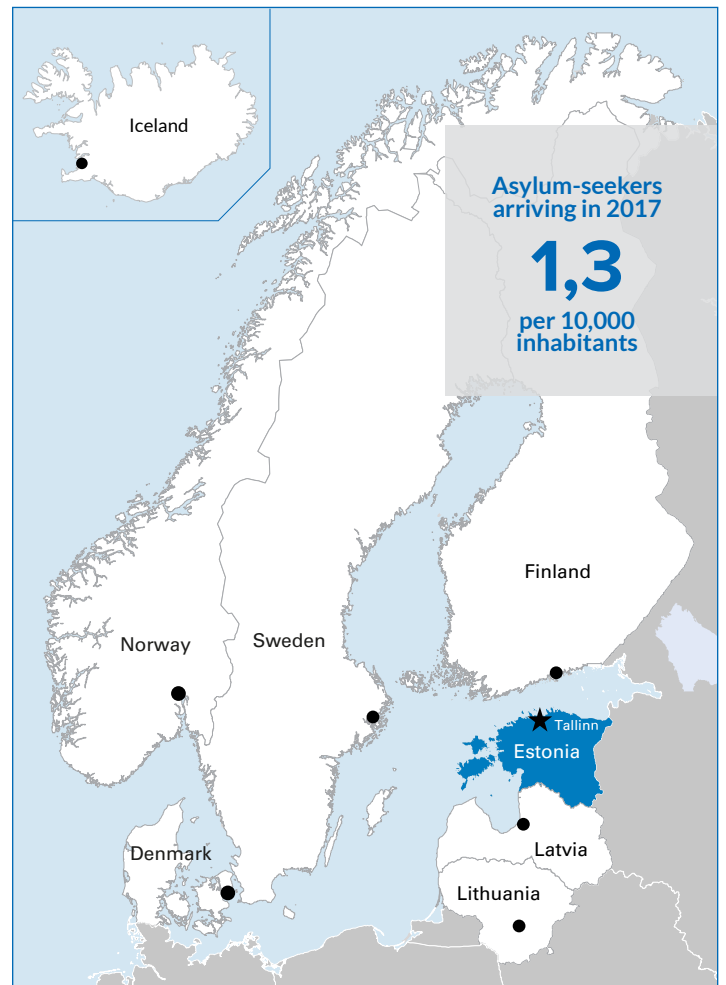 Iceland
Asylum-seekers
arriving in 2017
1,3
per 10,000
inhabitants
Finland
Norway
Sweden
Tallinn
Estonia
Denmark
Latvia
Lithuania